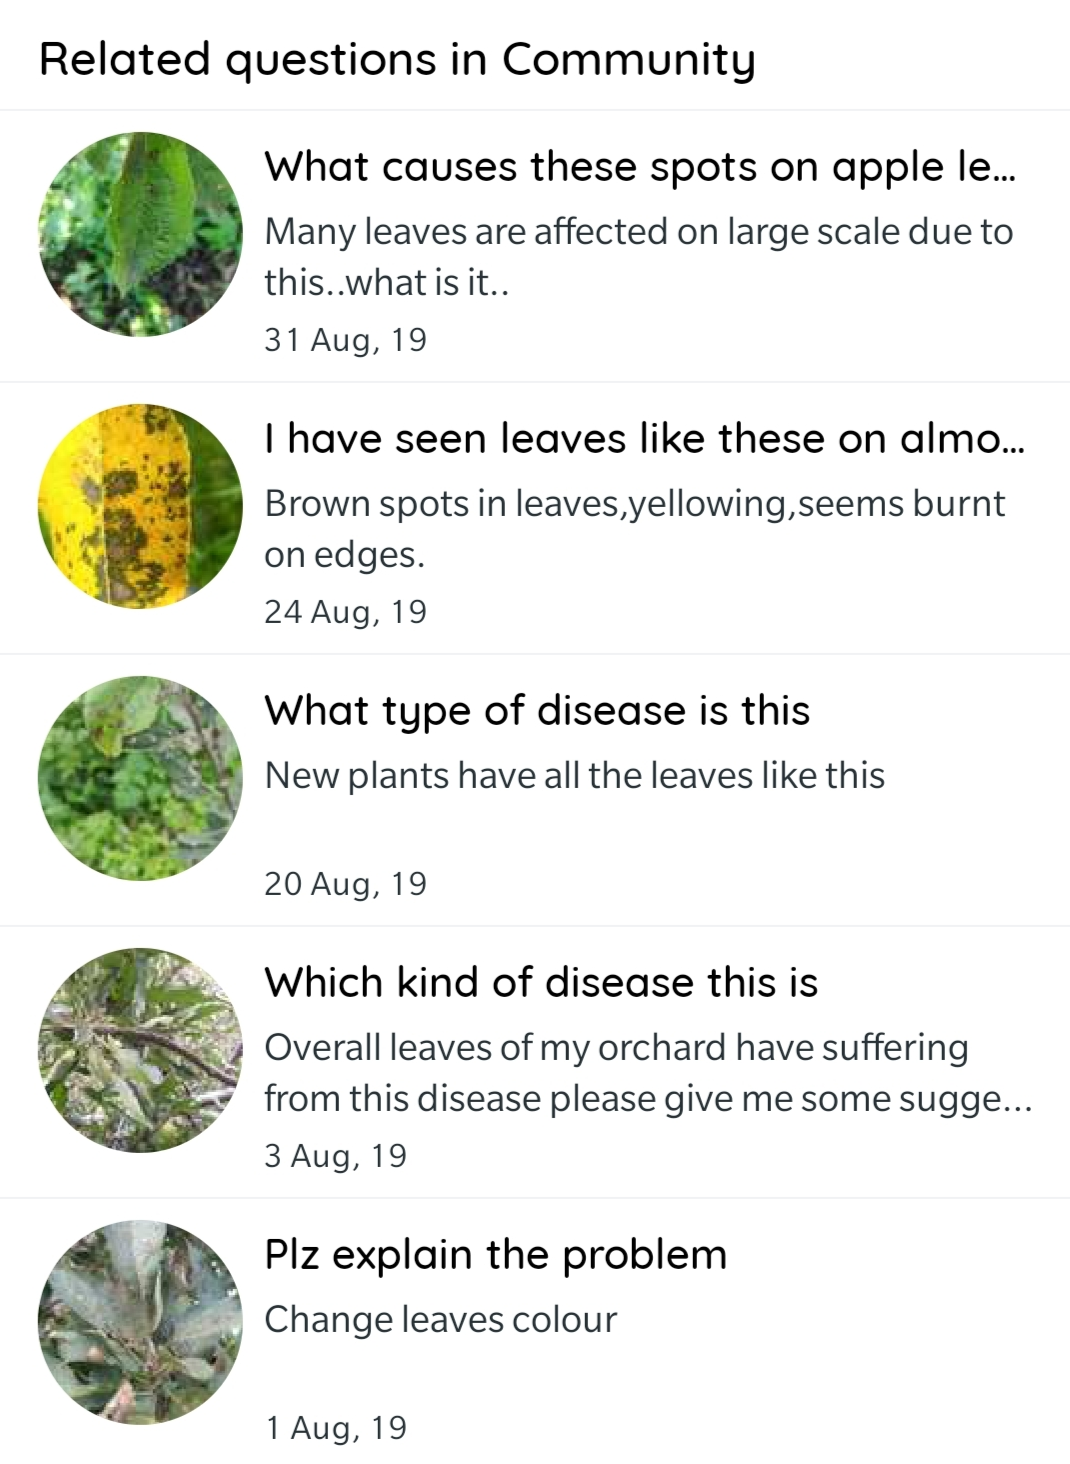 Related questions in Community
What causes these spots on apple le...
Many leaves are affected on large scale due to
this..what is it..
31 Aug, 19
I have seen leaves like these on almo...
Brown spots in leaves,yellowing,seems burnt
on edges.
24 Aug, 19
What type of disease is this
New plants have all the leaves like this
20 Aug, 19
Which kind of disease this is
Overall leaves of my orchard have suffering
from this disease please give me some sugge...
3 Aug, 19
Plz explain the problem
Change leaves colour
1 Aug, 19